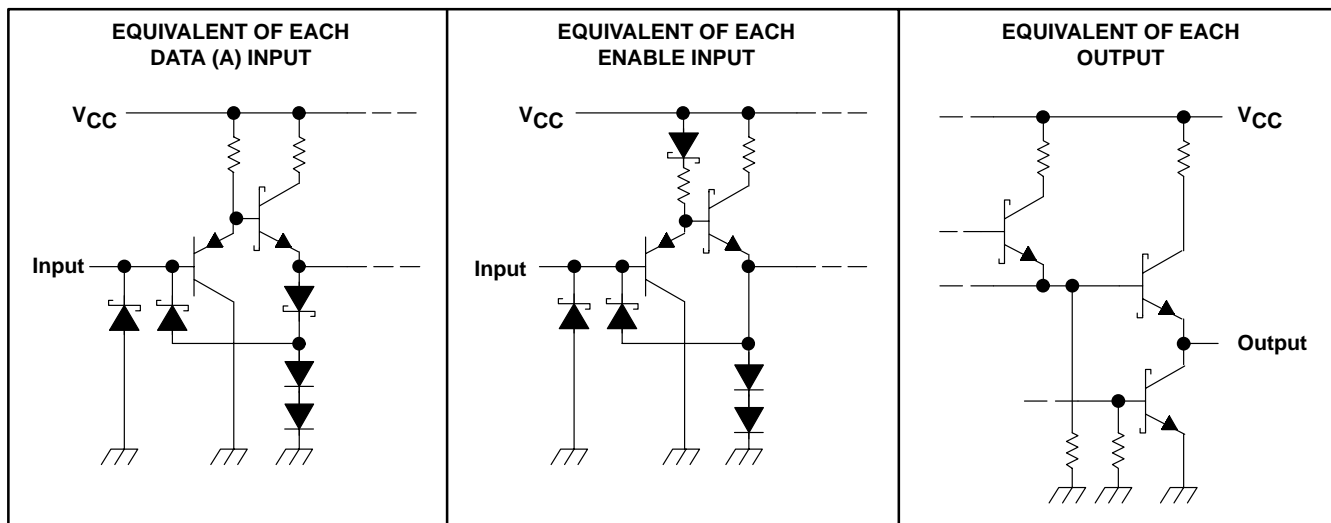 EQUIVALENT OF EACH
DATA (A) INPUT
VCC
Input
EQUIVALENT OF EACH
ENABLE INPUT
VCC
Input
EQUIVALENT OF EACH
OUTPUT
VCC
Output